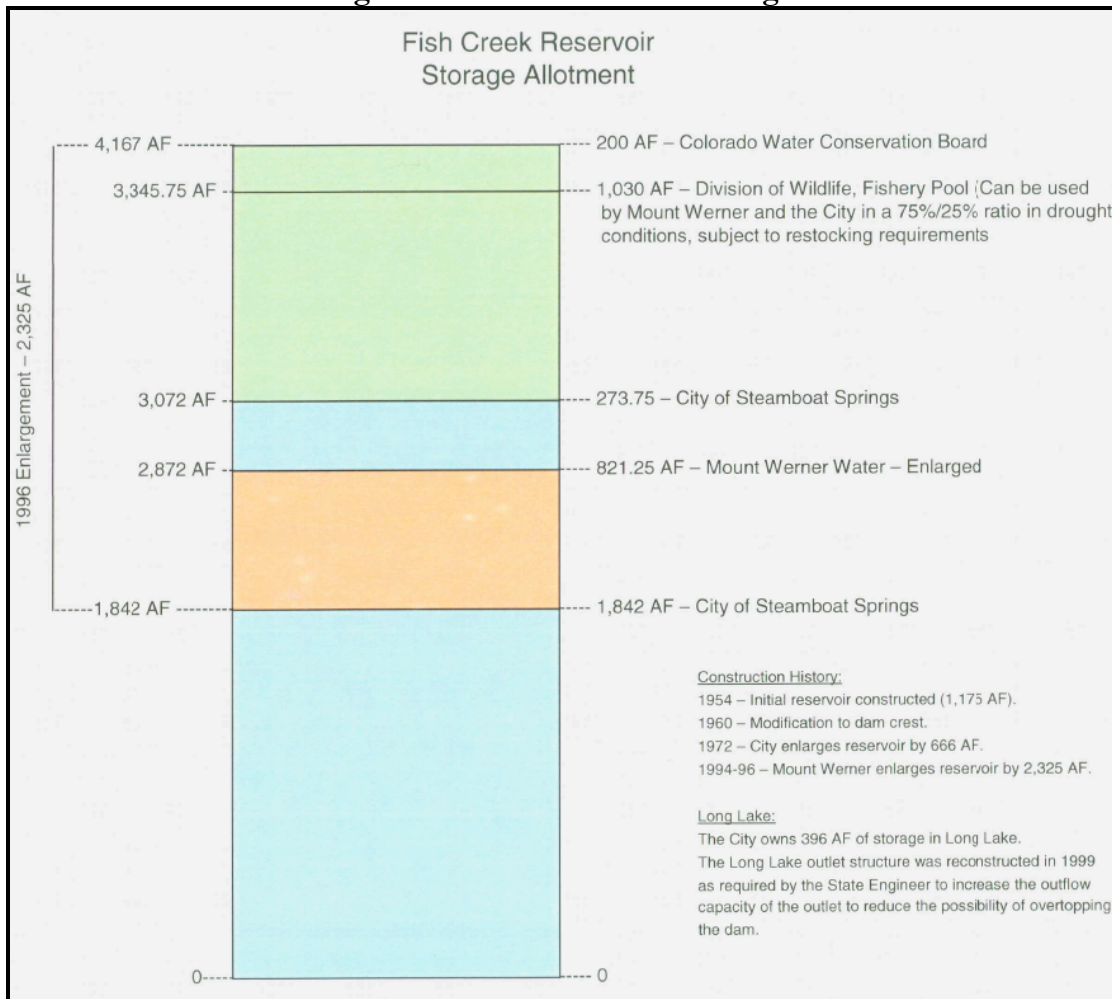 Fish Creek Reservoir
Storage Allotment
4,167 AF
200 AF – Colorado Water Conservation Board
3,345.75 AF
1,030 AF – Division of Wildlife, Fishery Pool (Can be used
by Mount Werner and the City in a 75%/25% ratio in drought
conditions, subject to restocking requirements
1996 Enlargement – 2,325 AF
3,072 AF
273.75 – City of Steamboat Springs
2,872 AF
821.25 AF – Mount Werner Water – Enlarged
1,842 AF
1,842 AF – City of Steamboat Springs
Construction History:
1954 – Initial reservoir constructed (1,175 AF).
1960 – Modification to dam crest.
1972 – City enlarges reservoir by 666 AF.
1994-96 – Mount Werner enlarges reservoir by 2,325 AF.
Long Lake:
The City owns 396 AF of storage in Long Lake.
The Long Lake outlet structure was reconstructed in 1999
as required by the State Engineer to increase the outflow
capacity of the outlet to reduce the possibility of overtopping
the dam.
0
0